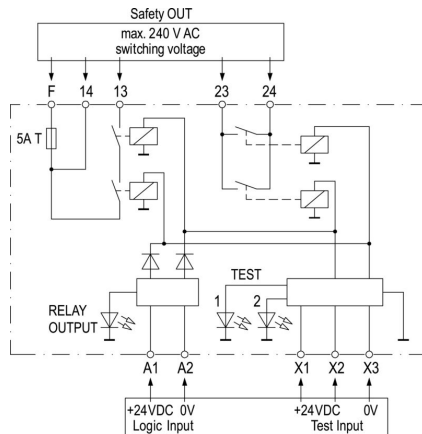 Safety OUT
max. 240 V AC
switching voltage
F 14 13 23 24
5A T
TEST
1 2
RELAY
OUTPUT
A1 A2 X1 X2 X3
+24VDC 0V +24VDC 0V
Logic Input Test Input